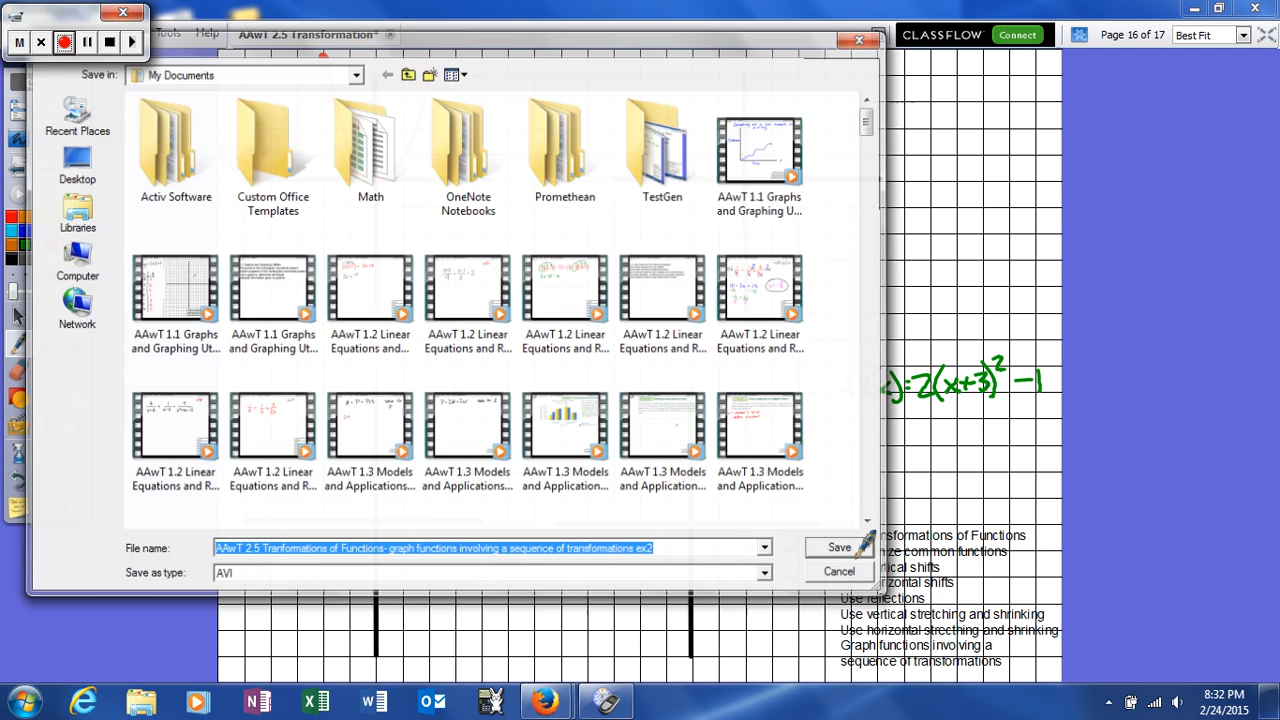 Tools Help AAwT 2.5 Transformation*
CLASSFLOW Connect Page 16 of 17 Best Fit
M
Save in: My Documents
Recent Places
Desktop
Libraries
Computer
Network
Activ Software
Custom Office Templates
Math
OneNote Notebooks
Promethean
TestGen
AAwT 1.1 Graphs and Graphing U...
AAwT 1.1 Graphs and Graphing Ut...
AAwT 1.1 Graphs and Graphing Ut...
AAwT 1.2 Linear Equations and...
AAwT 1.2 Linear Equations and R...
AAwT 1.2 Linear Equations and R...
AAwT 1.2 Linear Equations and R...
AAwT 1.2 Linear Equations and R...
AAwT 1.2 Linear Equations and R...
AAwT 1.2 Linear Equations and R...
AAwT 1.3 Models and Applications...
AAwT 1.3 Models and Applications...
AAwT 1.3 Models and Application...
AAwT 1.3 Models and Application...
AAwT 1.3 Models and Application...
x)=2(x+3)² -1
File name: AAwT 2.5 Tranformations of Functions- graph functions involving a sequence of transformations ex2
Save
Save as type: AVI
Cancel
sformations of Functions
nize common functions
tical shifts
rizontal shifts
Use reflections
Use vertical stretching and shrinking
Use horizontal strecthing and shrinking
Graph functions involving a
sequence of transformations
8:32 PM
2/24/2015